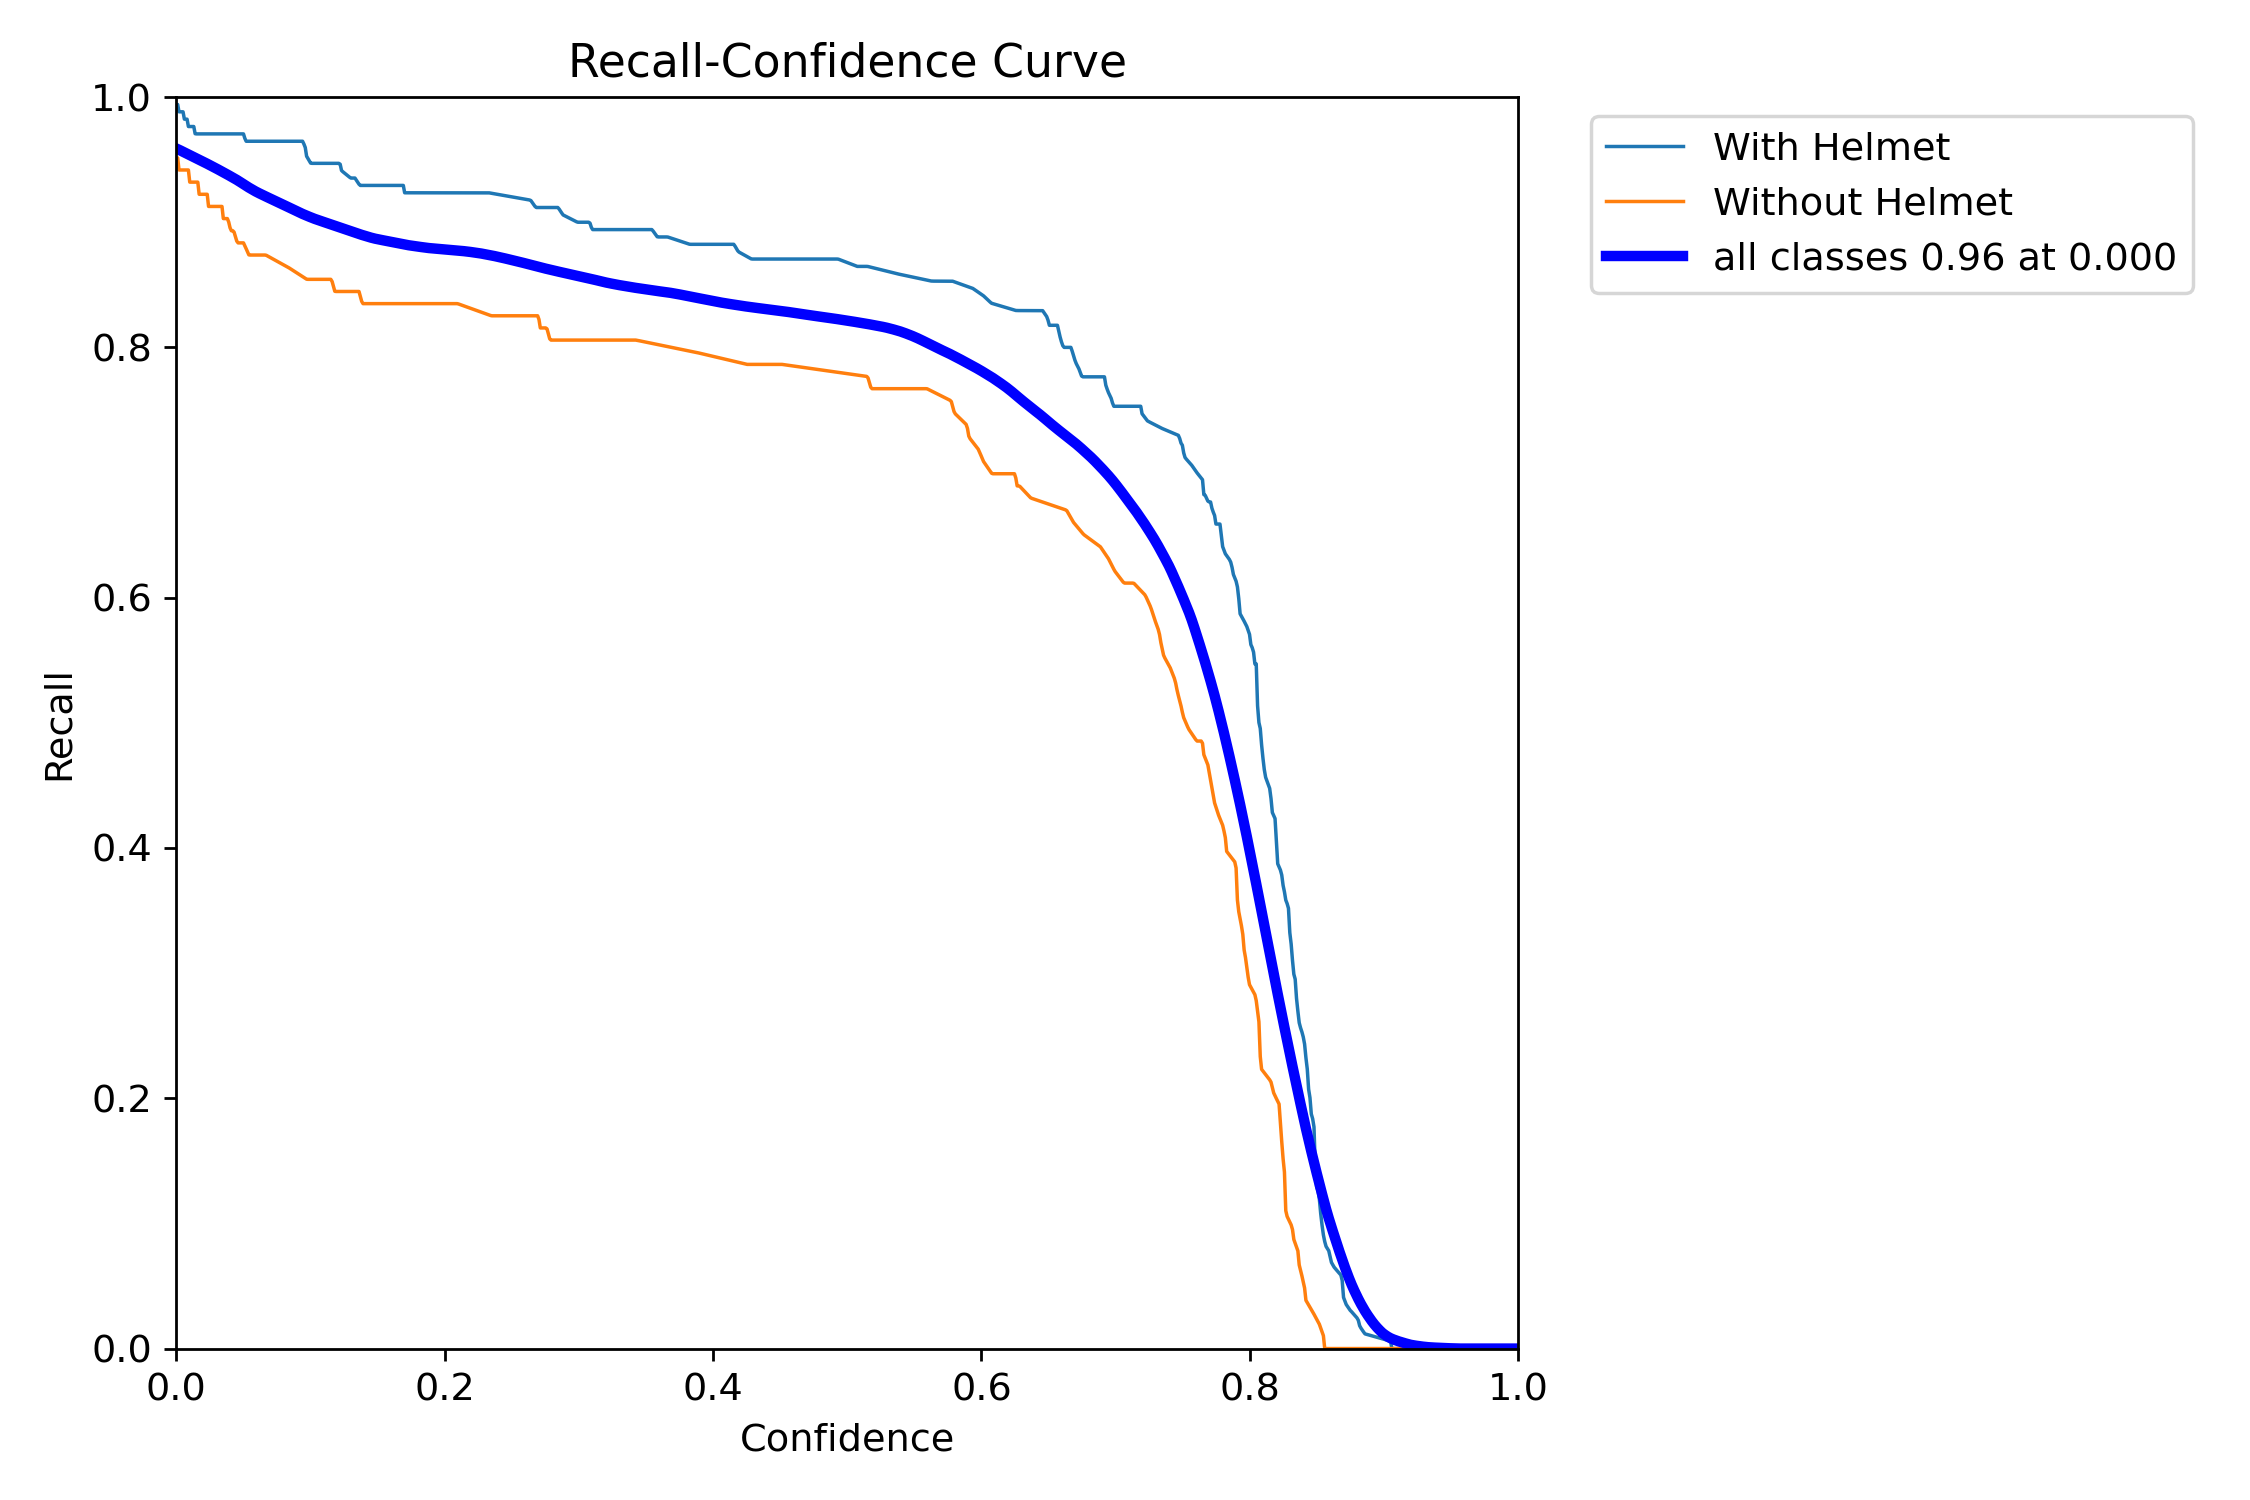 Recall-Confidence Curve
1.0
0.8
0.6
0.4
0.2
0.0
Recall
0.0 0.2 0.4 0.6 0.8 1.0
Confidence
With Helmet
Without Helmet
all classes 0.96 at 0.000